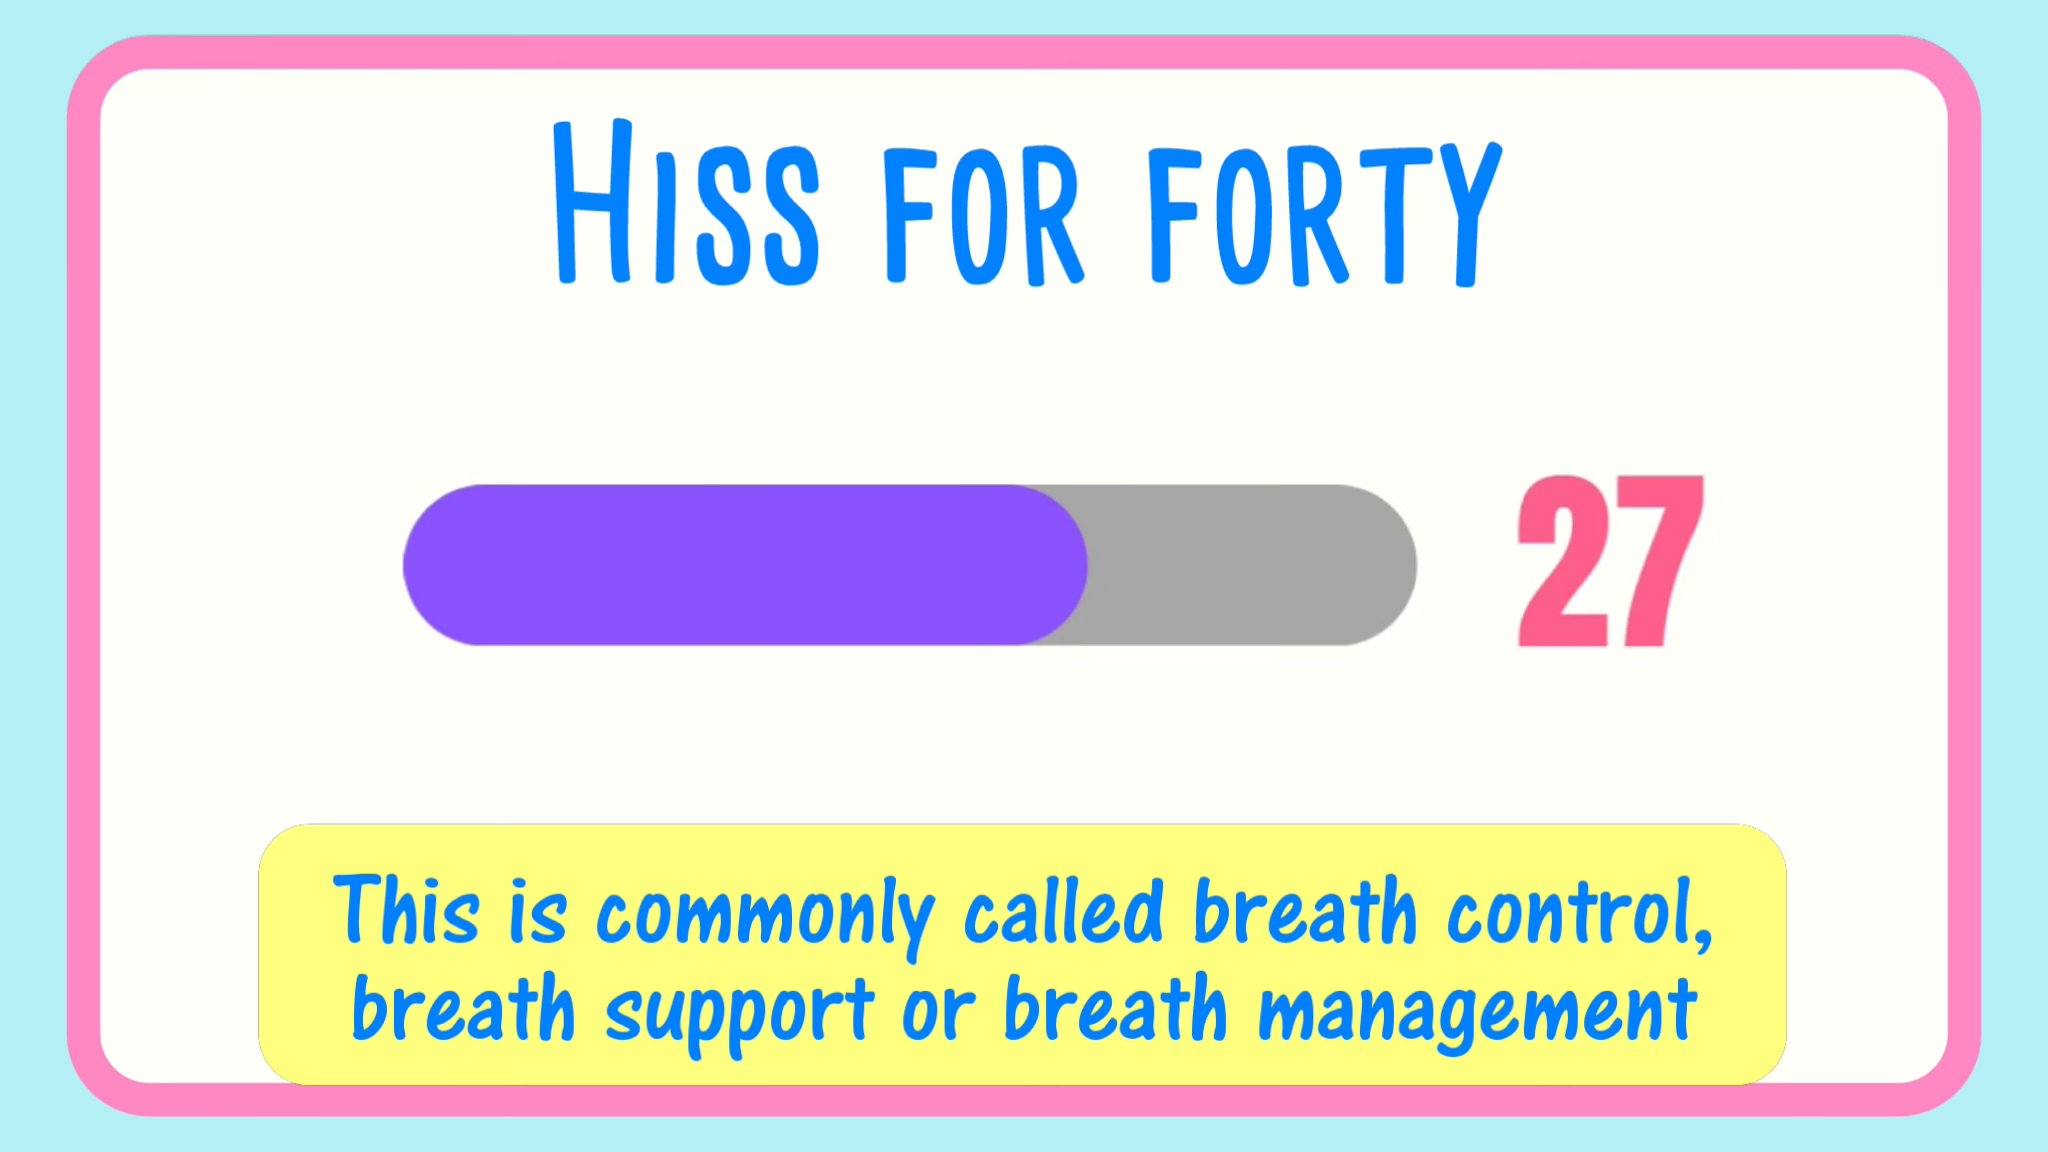 Hiss for forty
27
This is commonly called breath control,
breath support or breath management